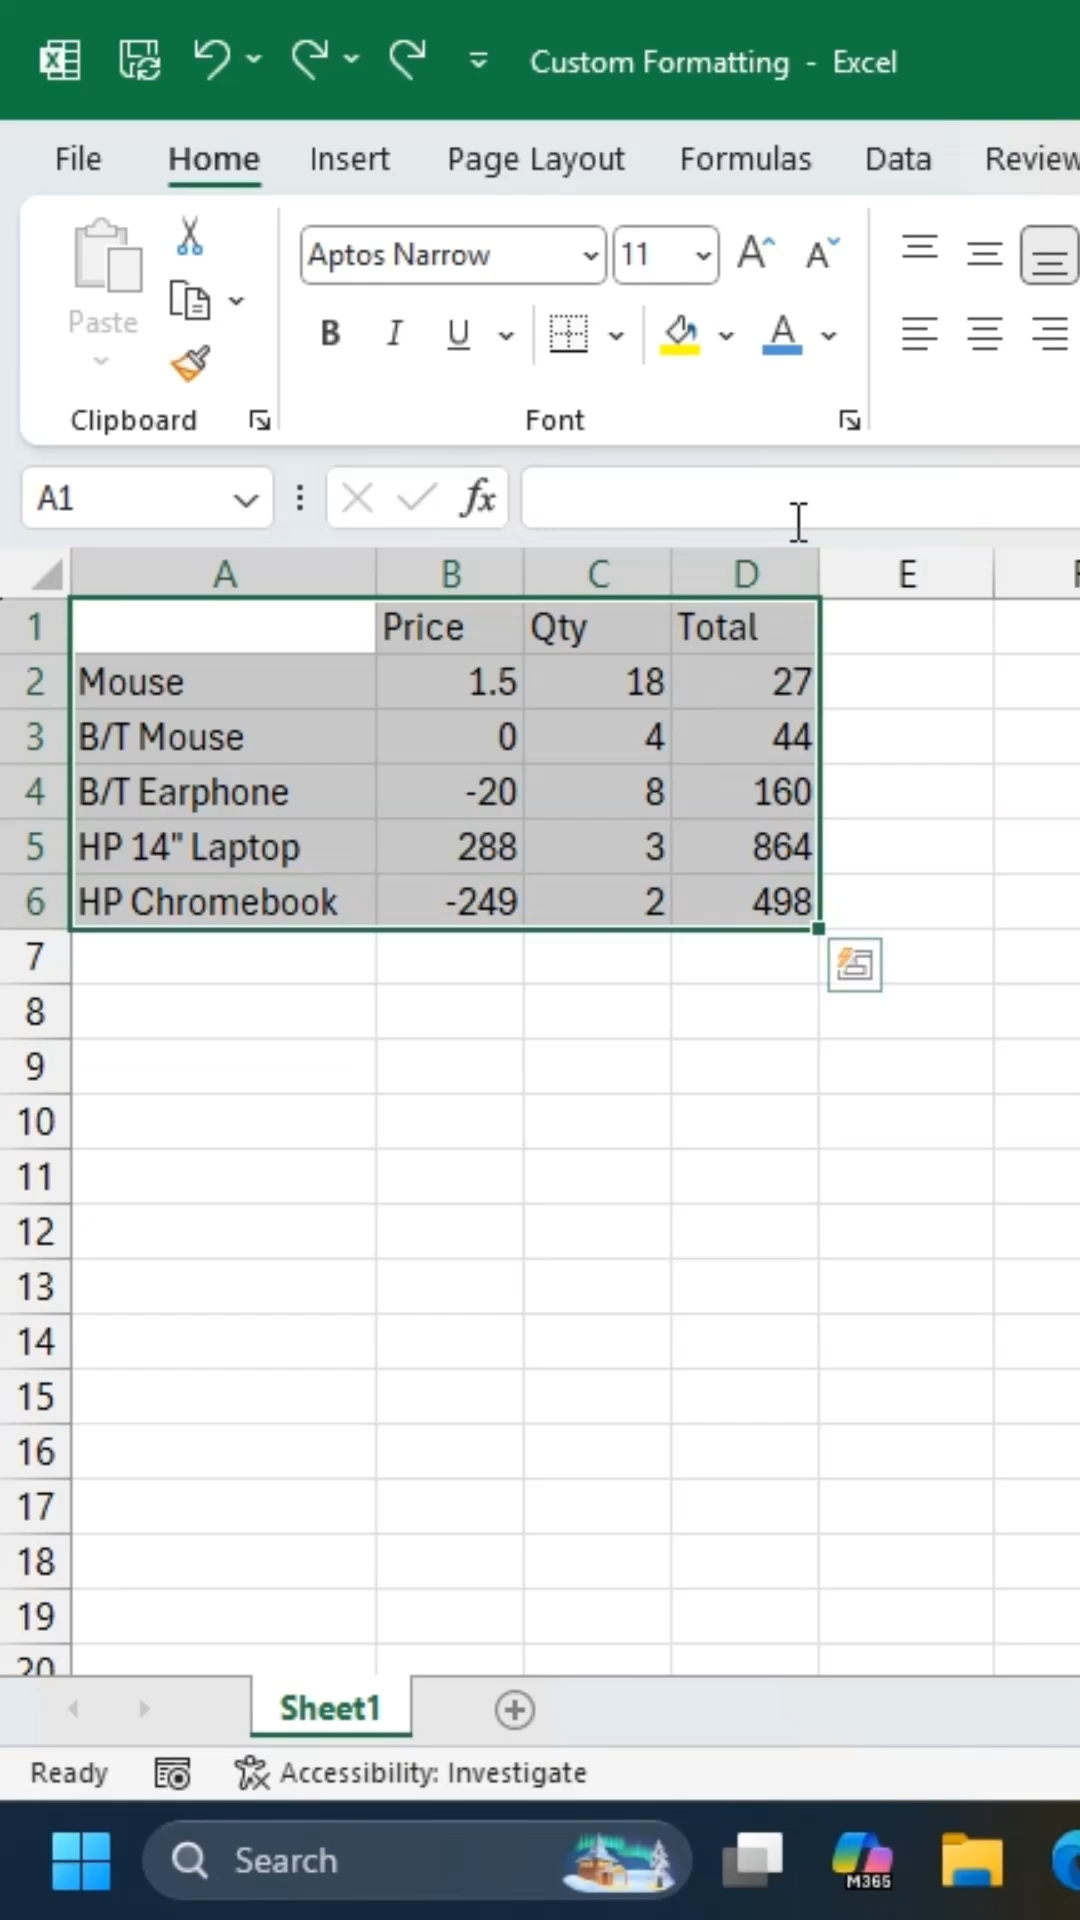 Custom Formatting - Excel
File Home Insert Page Layout Formulas Data Review
Aptos Narrow 11
Paste
B I U A
Clipboard Font
A1 fx
A B C D E
1 Price Qty Total
2 Mouse 1.5 18 27
3 B/T Mouse 0 4 44
4 B/T Earphone -20 8 160
5 HP 14" Laptop 288 3 864
6 HP Chromebook -249 2 498
7
8
9
10
11
12
13
14
15
16
17
18
19
20
Sheet1
Ready Accessibility: Investigate
Search M365